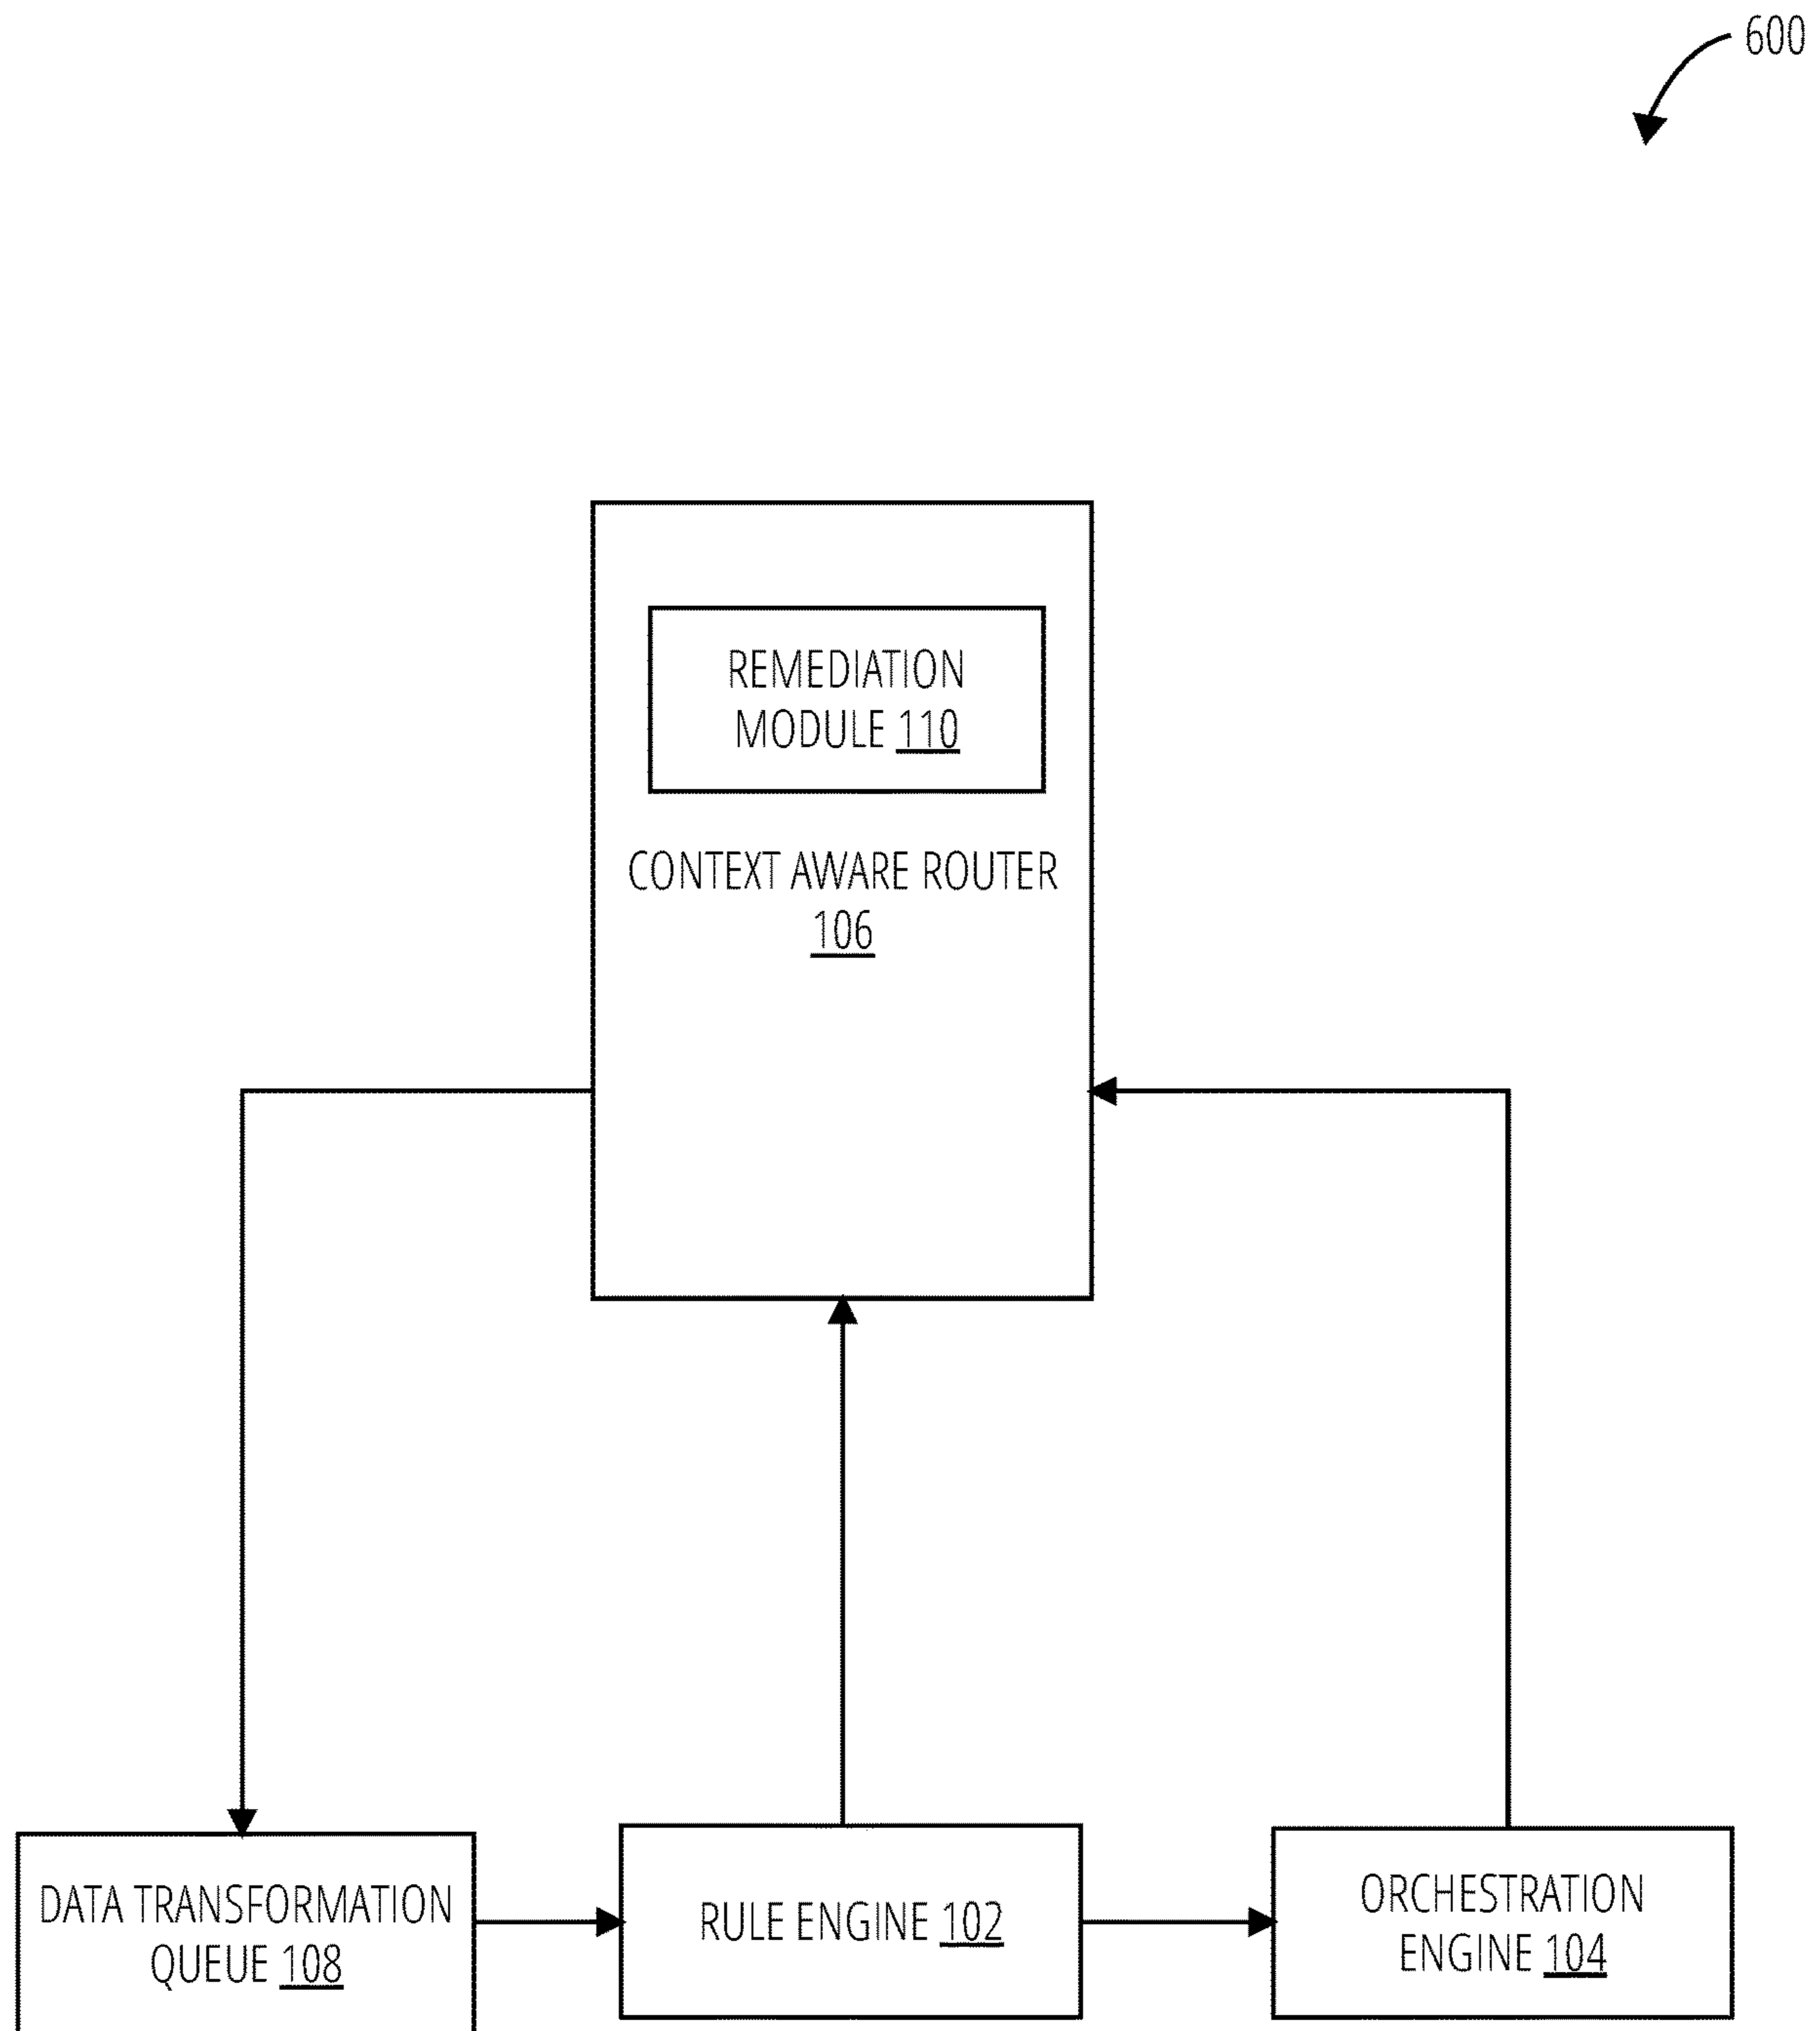 600
REMEDIATION
MODULE 110
CONTEXT AWARE ROUTER
106
DATA TRANSFORMATION
QUEUE 108
RULE ENGINE 102
ORCHESTRATION
ENGINE 104